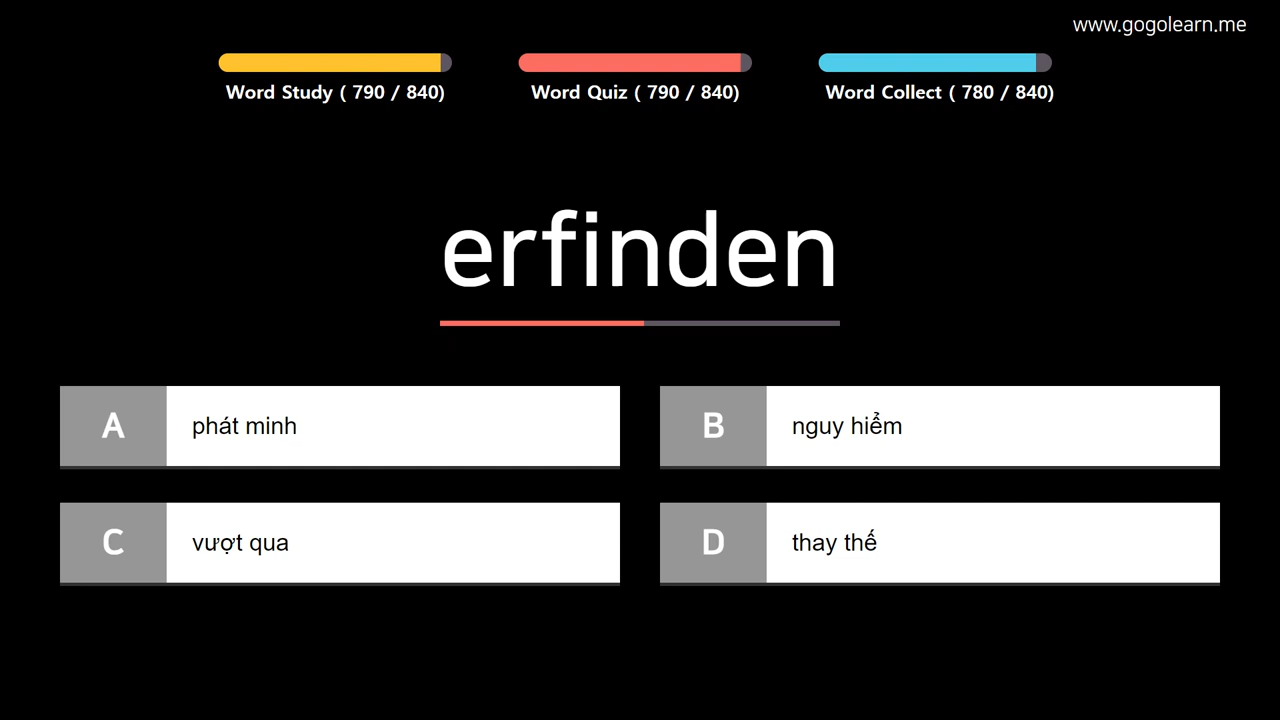 www.gogolearn.me
Word Study ( 790 / 840)
Word Quiz ( 790 / 840)
Word Collect ( 780 / 840)
erfinden
A phát minh
B nguy hiểm
C vượt qua
D thay thế